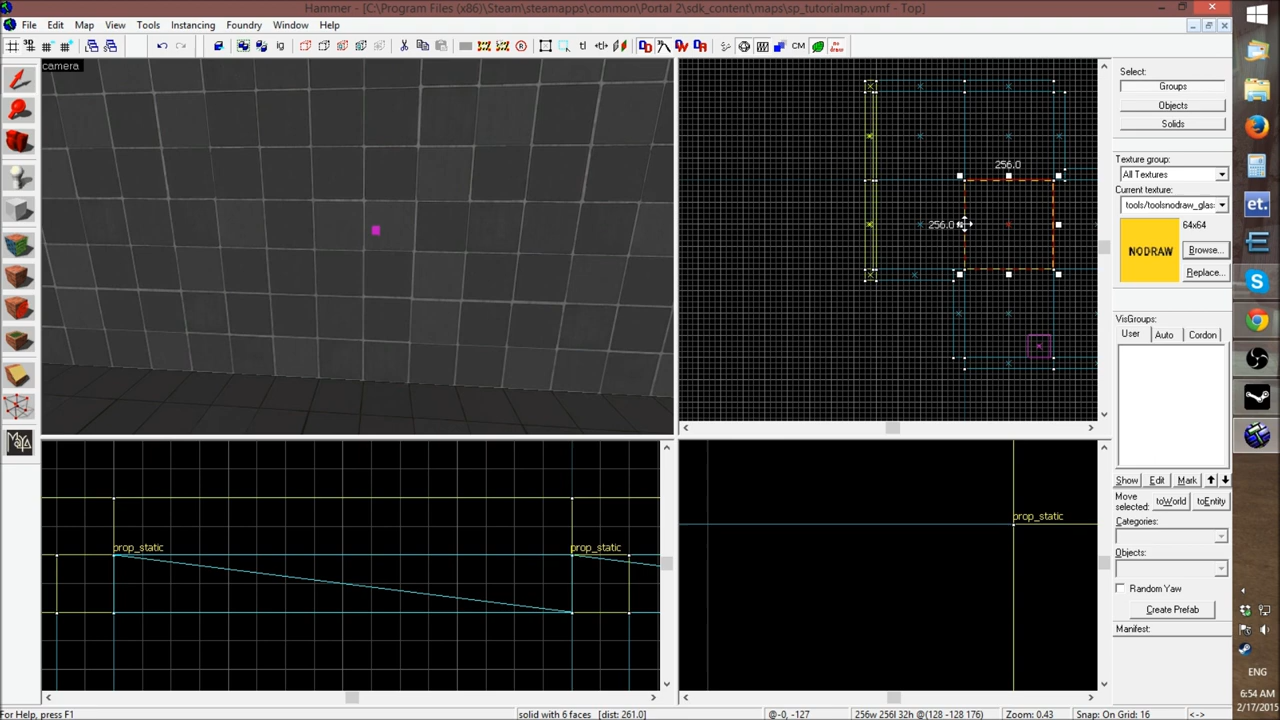 Hammer - [C:\Program Files (x86)\Steam\steamapps\common\Portal 2\sdk_content\maps\sp_tutorialmap.vmf - Top]
File Edit Map View Tools Instancing Foundry Window Help
CM
camera
256.0
256.0
prop_static
prop_static
prop_static
Select:
Groups
Objects
Solids
Texture group:
All Textures
Current texture:
tools/toolsnodraw_glas
NODRAW
64x64
Browse...
Replace...
VisGroups:
User Auto Cordon
Show Edit Mark
Move selected:
toWorld toEntity
Categories:
Objects:
Random Yaw
Create Prefab
Manifest:
et.
ENG
6:54 AM
2/17/2015
For Help, press F1
solid with 6 faces [dist: 261.0]
@-0, -127
256w 256l 32h @(128 -128 176)
Zoom: 0.43
Snap: On Grid: 16
<->